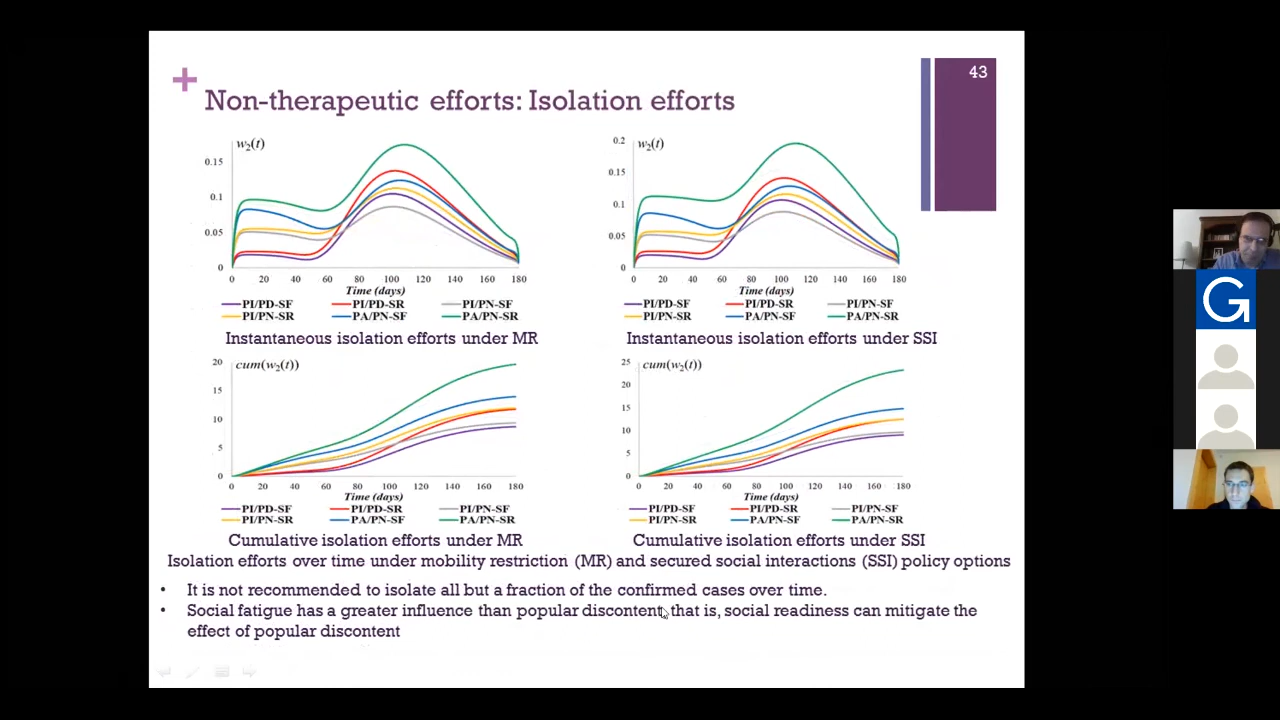 43
+
Non-therapeutic efforts: Isolation efforts
w₂(t)
0.15
0.1
0.05
0
0 20 40 60 80 100 120 140 160 180
Time (days)
PI/PD-SF PI/PD-SR PI/PN-SF
PI/PN-SR PA/PN-SF PA/PN-SR
Instantaneous isolation efforts under MR
w₂(t)
0.2
0.15
0.1
0.05
0
0 20 40 60 80 100 120 140 160 180
Time (days)
PI/PD-SF PI/PD-SR PI/PN-SF
PI/PN-SR PA/PN-SF PA/PN-SR
Instantaneous isolation efforts under SSI
cum(w₂(t))
20
15
10
5
0
0 20 40 60 80 100 120 140 160 180
Time (days)
PI/PD-SF PI/PD-SR PI/PN-SF
PI/PN-SR PA/PN-SF PA/PN-SR
Cumulative isolation efforts under MR
cum(w₂(t))
25
20
15
10
5
0
0 20 40 60 80 100 120 140 160 180
Time (days)
PI/PD-SF PI/PD-SR PI/PN-SF
PI/PN-SR PA/PN-SF PA/PN-SR
Cumulative isolation efforts under SSI
Isolation efforts over time under mobility restriction (MR) and secured social interactions (SSI) policy options
• It is not recommended to isolate all but a fraction of the confirmed cases over time.
• Social fatigue has a greater influence than popular discontent, that is, social readiness can mitigate the
effect of popular discontent
G